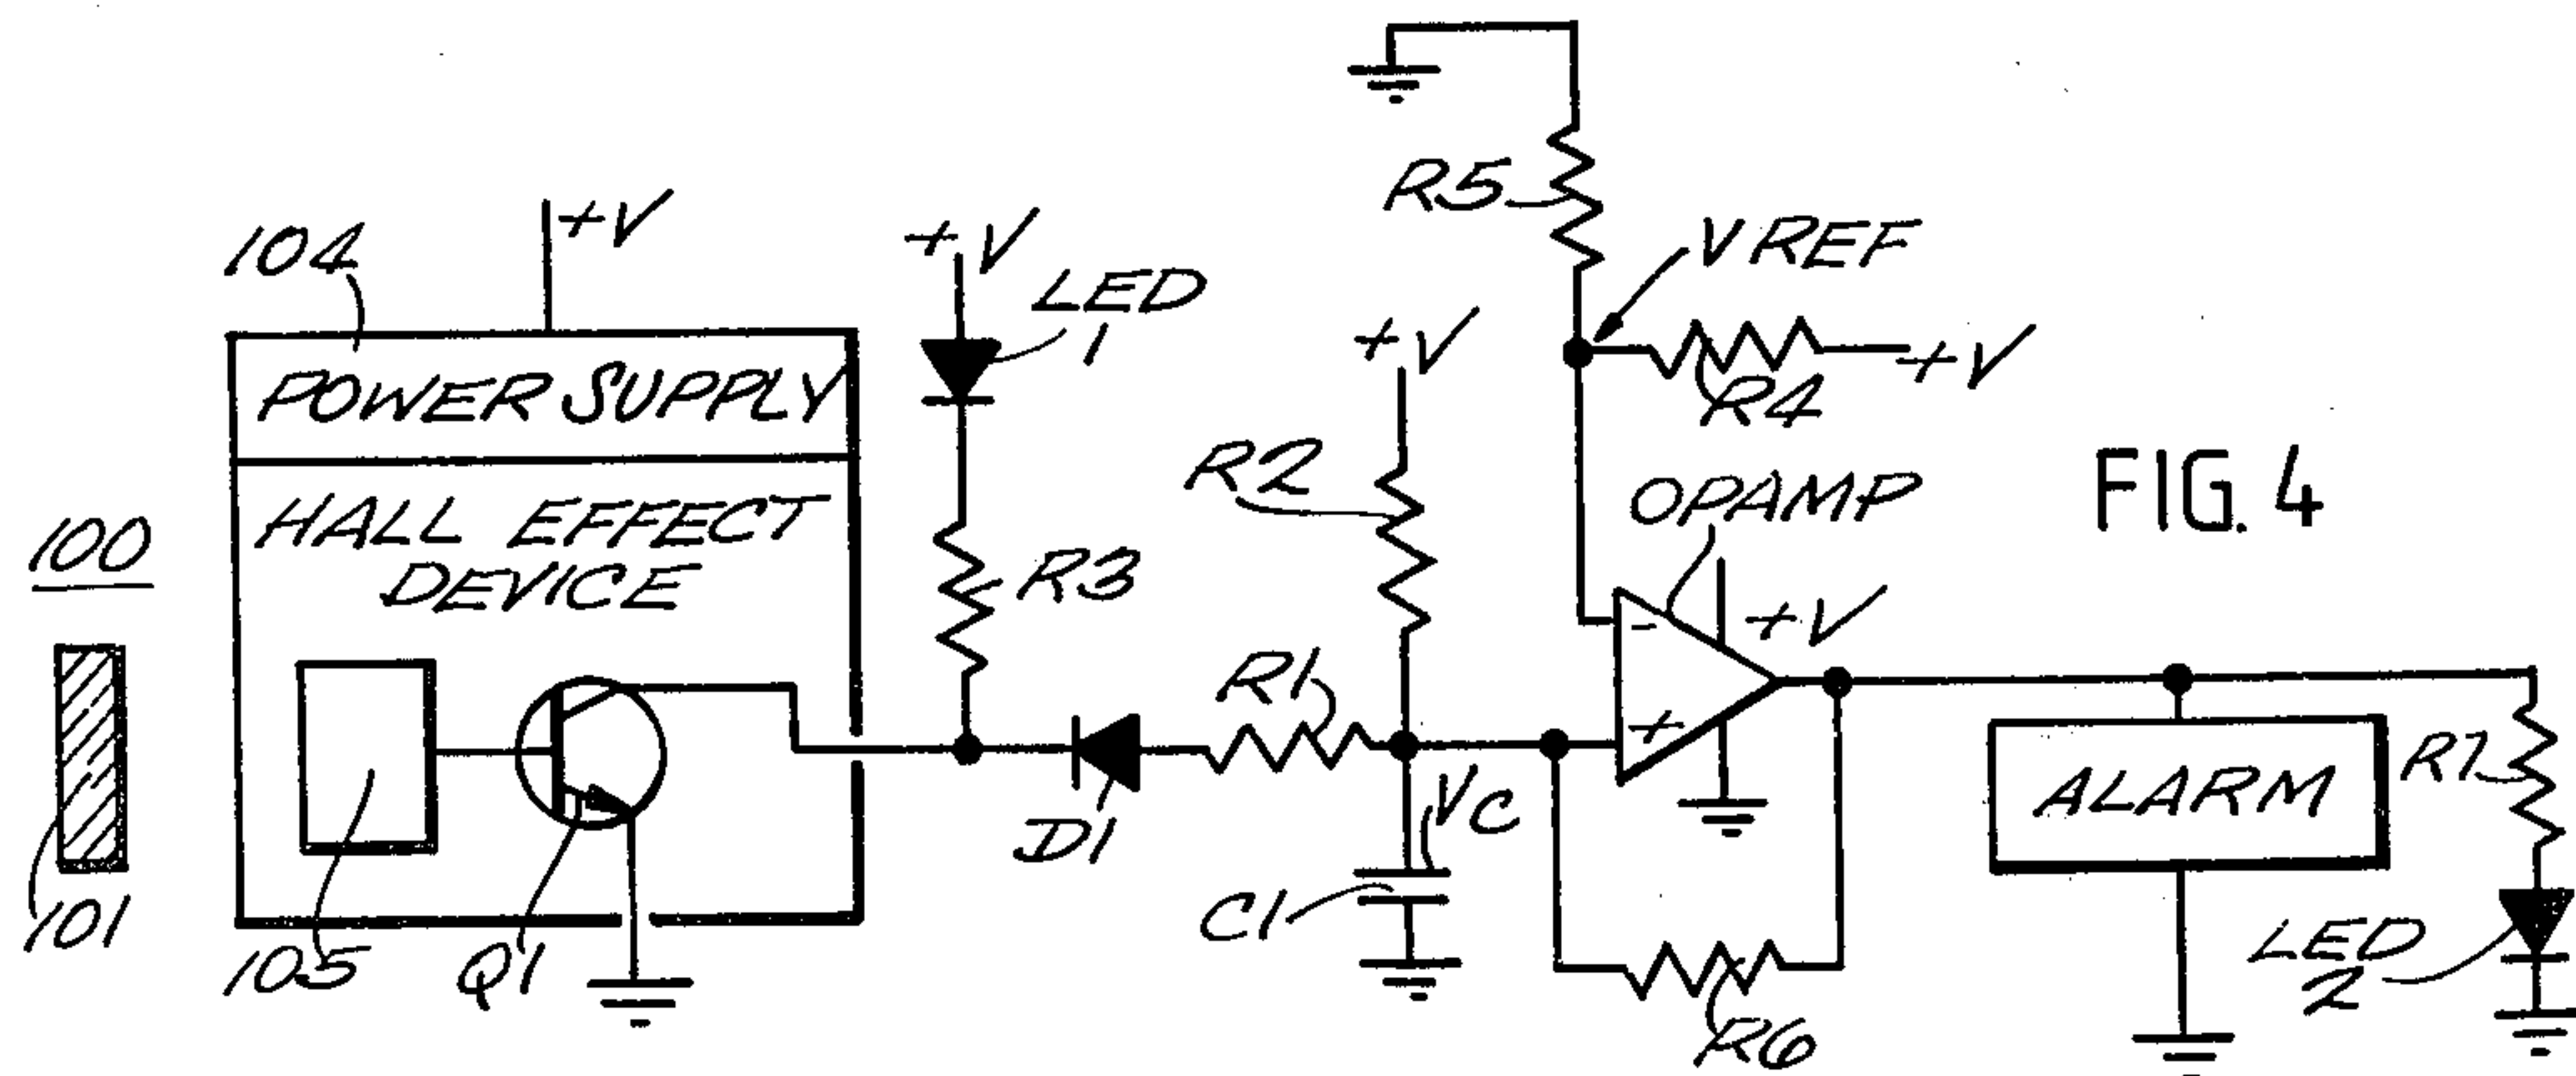 R5
VREF
+V
104
+V
LED
1
+V
+V
R4
POWER SUPPLY
R2
OPAMP
FIG. 4
HALL EFFECT
DEVICE
100
R3
+V
R1
R7
ALARM
D1
VC
C1
101
105
Q1
LED
2
R6
-
+